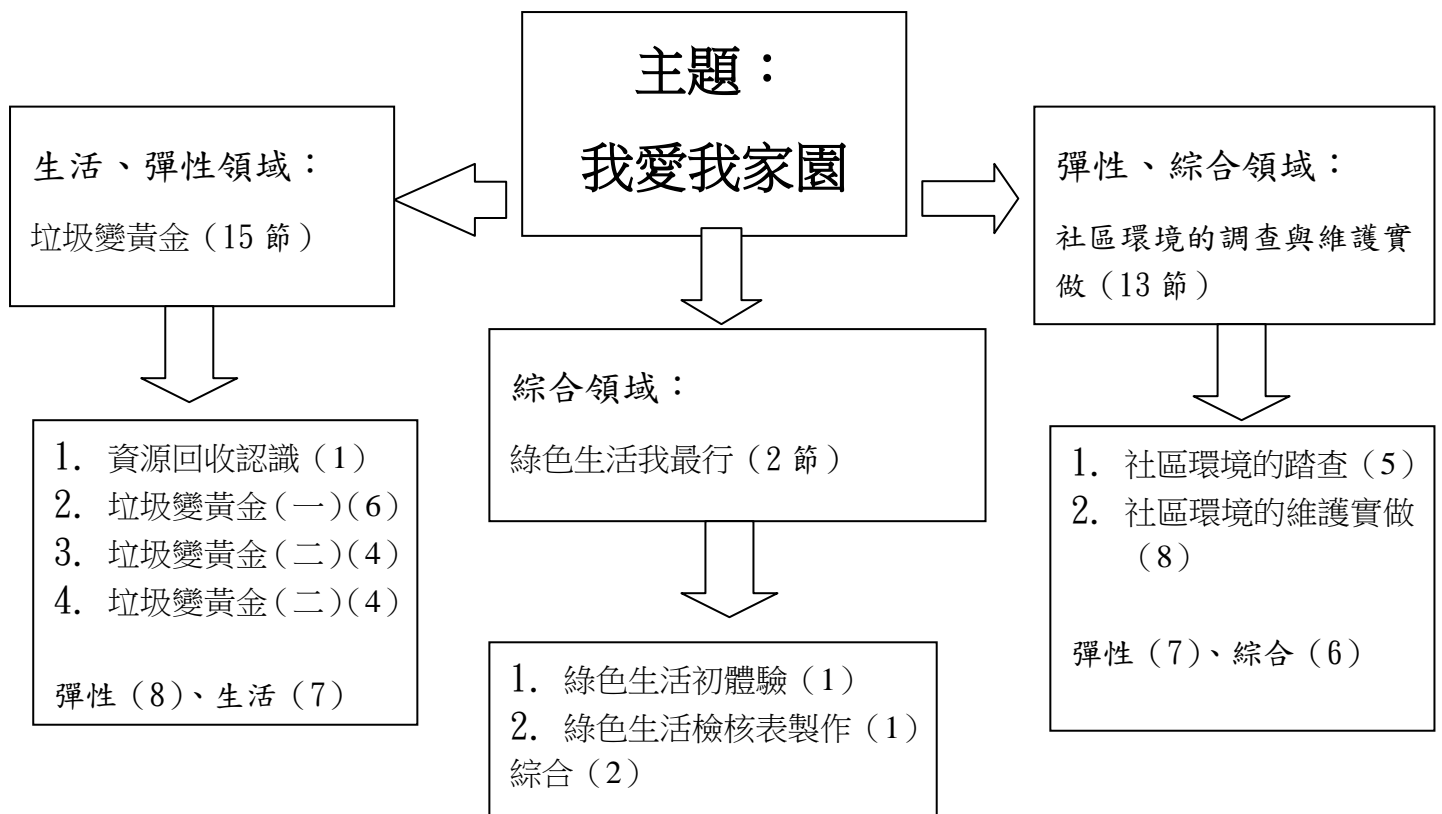 主題：
我愛我家園
生活、彈性領域：
垃圾變黃金（15 節）
1. 資源回收認識（1）
2. 垃圾變黃金(一)(6)
3. 垃圾變黃金(二)(4)
4. 垃圾變黃金(二)(4)
彈性（8）、生活（7）
綜合領域：
綠色生活我最行（2 節）
1. 綠色生活初體驗（1）
2. 綠色生活檢核表製作（1）
綜合（2）
彈性、綜合領域：
社區環境的調查與維護實
做（13 節）
1. 社區環境的踏查（5）
2. 社區環境的維護實做
（8）
彈性（7）、綜合（6）